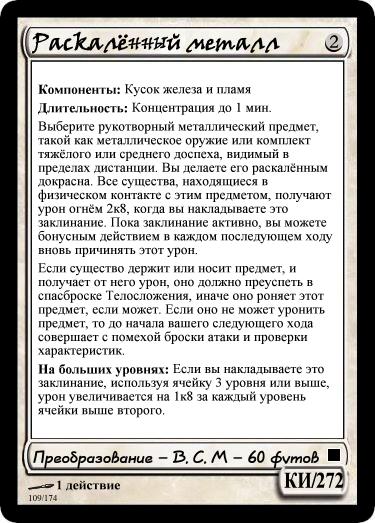 Раскалённый металл 2
Компоненты: Кусок железа и пламя
Длительность: Концентрация до 1 мин.
Выберите рукотворный металлический предмет,
такой как металлическое оружие или комплект
тяжёлого или среднего доспеха, видимый в
пределах дистанции. Вы делаете его раскалённым
докрасна. Все существа, находящиеся в
физическом контакте с этим предметом, получают
урон огнём 2к8, когда вы накладываете это
заклинание. Пока заклинание активно, вы можете
бонусным действием в каждом последующем ходу
вновь причинять этот урон.
Если существо держит или носит предмет, и
получает от него урон, оно должно преуспеть в
спасброске Телосложения, иначе оно роняет этот
предмет, если может. Если оно не может уронить
предмет, то до начала вашего следующего хода
совершает с помехой броски атаки и проверки
характеристик.
На больших уровнях: Если вы накладываете это
заклинание, используя ячейку 3 уровня или выше,
урон увеличивается на 1к8 за каждый уровень
ячейки выше второго.
Преобразование – В, С, М – 60 футов
КИ/272
1 действие
109/174